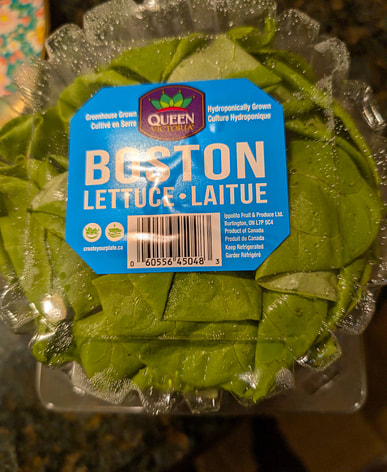 Greenhouse Grown
Cultivé en Serre
QUEEN
VICTORIA
Hydroponically Grown
Culture Hydroponique
BOSTON
LETTUCE • LAITUE
createyourplate.ca
0 60556 45048 3
Ippolito Fruit & Produce Ltd.
Burlington, ON L7P 5C4
Product of Canada
Produit du Canada
Keep Refrigerated
Garder Réfrigéré